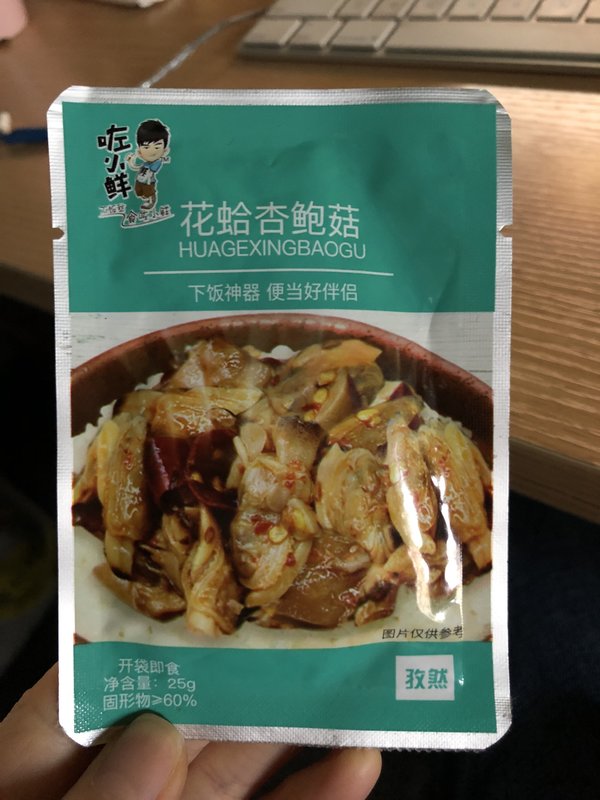 咗小鲜
花蛤杏鲍菇
HUAGEXINGBAOGU
下饭神器 便当好伴侣
图片仅供参考
开袋即食
净含量：25g
固形物≥60%
孜然